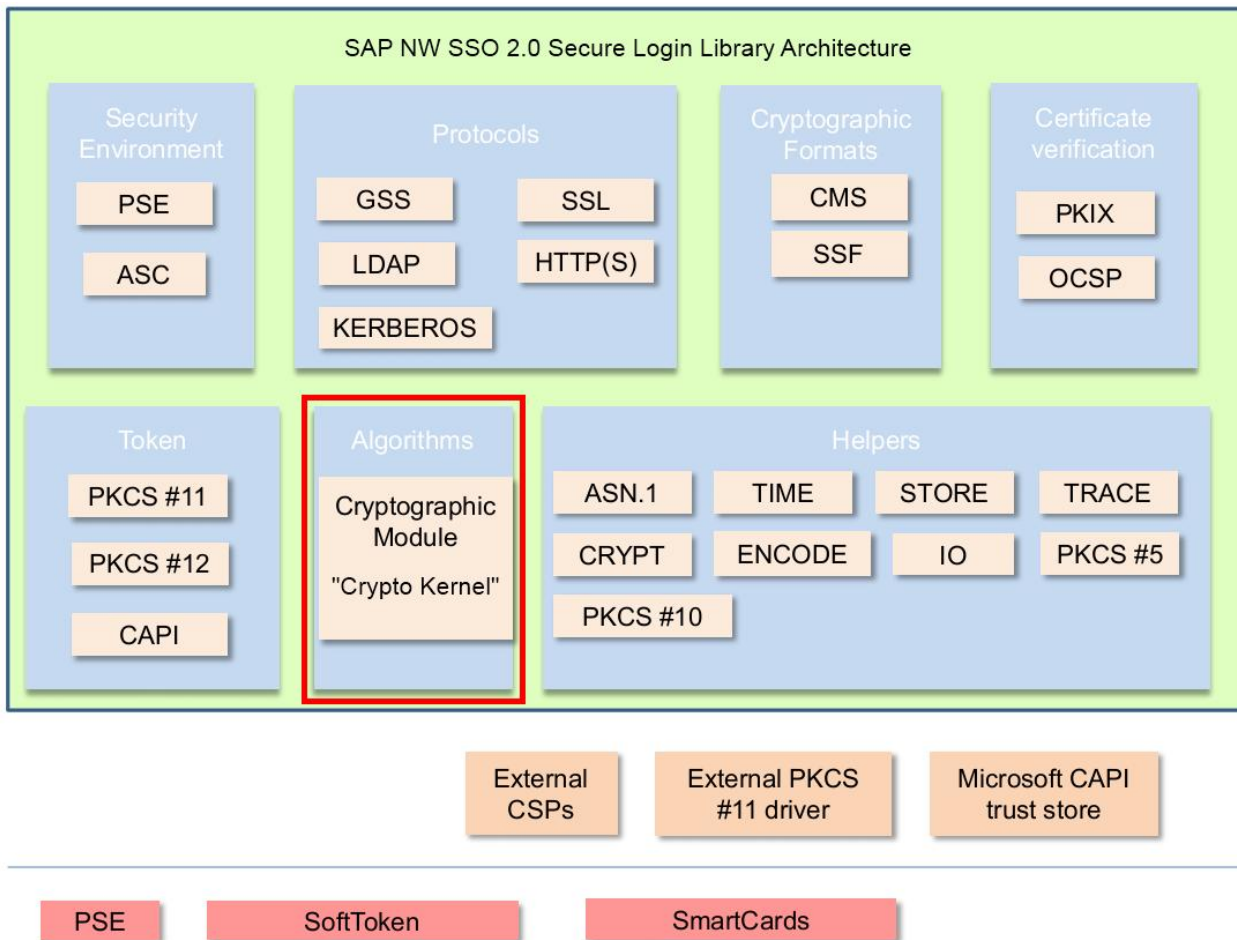 SAP NW SSO 2.0 Secure Login Library Architecture
Security
Environment
PSE
ASC
Protocols
GSS
SSL
LDAP
HTTP(S)
KERBEROS
Cryptographic
Formats
CMS
SSF
Certificate
verification
PKIX
OCSP
Token
PKCS #11
PKCS #12
CAPI
Algorithms
Cryptographic
Module
"Crypto Kernel"
Helpers
ASN.1
TIME
STORE
TRACE
CRYPT
ENCODE
IO
PKCS #5
PKCS #10
External
CSPs
External PKCS
#11 driver
Microsoft CAPI
trust store
PSE
SoftToken
SmartCards